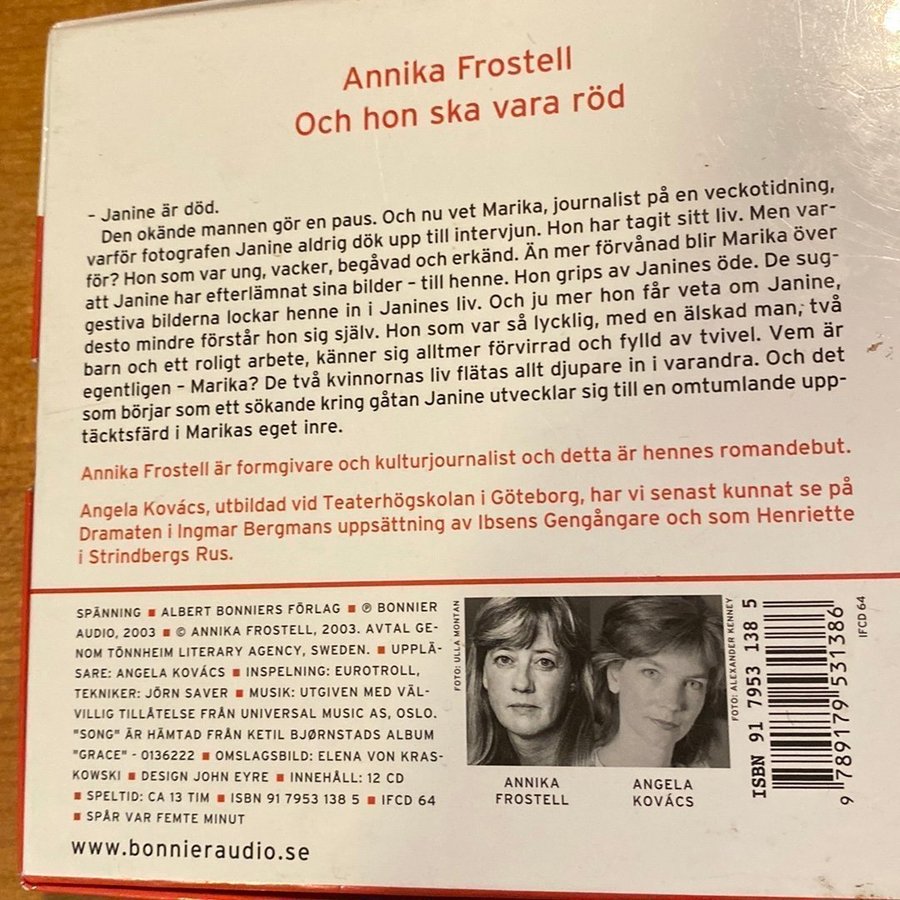 Annika Frostell
Och hon ska vara röd
– Janine är död.
Den okände mannen gör en paus. Och nu vet Marika, journalist på en veckotidning,
varför fotografen Janine aldrig dök upp till intervjun. Hon har tagit sitt liv. Men var-
för? Hon som var ung, vacker, begåvad och erkänd. Än mer förvånad blir Marika över
att Janine har efterlämnat sina bilder – till henne. Hon grips av Janines öde. De sug-
gestiva bilderna lockar henne in i Janines liv. Och ju mer hon får veta om Janine,
desto mindre förstår hon sig själv. Hon som var så lycklig, med en älskad man, två
barn och ett roligt arbete, känner sig alltmer förvirrad och fylld av tvivel. Vem är
egentligen – Marika? De två kvinnornas liv flätas allt djupare in i varandra. Och det
som börjar som ett sökande kring gåtan Janine utvecklar sig till en omtumlande upp-
täcktsfärd i Marikas eget inre.
Annika Frostell är formgivare och kulturjournalist och detta är hennes romandebut.
Angela Kovács, utbildad vid Teaterhögskolan i Göteborg, har vi senast kunnat se på
Dramaten i Ingmar Bergmans uppsättning av Ibsens Gengångare och som Henriette
i Strindbergs Rus.
SPÄNNING ■ ALBERT BONNIERS FÖRLAG ■ ℗ BONNIER
AUDIO, 2003 ■ © ANNIKA FROSTELL, 2003. AVTAL GE-
NOM TÖNNHEIM LITERARY AGENCY, SWEDEN. ■ UPPLÄ-
SARE: ANGELA KOVÁCS ■ INSPELNING: EUROTROLL,
TEKNIKER: JÖRN SAVER ■ MUSIK: UTGIVEN MED VÄL-
VILLIG TILLÅTELSE FRÅN UNIVERSAL MUSIC AS, OSLO.
"SONG" ÄR HÄMTAD FRÅN KETIL BJØRNSTADS ALBUM
"GRACE" - 0136222 ■ OMSLAGSBILD: ELENA VON KRAS-
KOWSKI ■ DESIGN JOHN EYRE ■ INNEHÅLL: 12 CD
■ SPELTID: CA 13 TIM ■ ISBN 91 7953 138 5 ■ IFCD 64
■ SPÅR VAR FEMTE MINUT
www.bonnieraudio.se
FOTO: ULLA MONTAN
ANNIKA
FROSTELL
ANGELA
KOVÁCS
FOTO: ALEXANDER KENNEY
ISBN 91 7953 138 5
9 789179 531386
IFCD 64